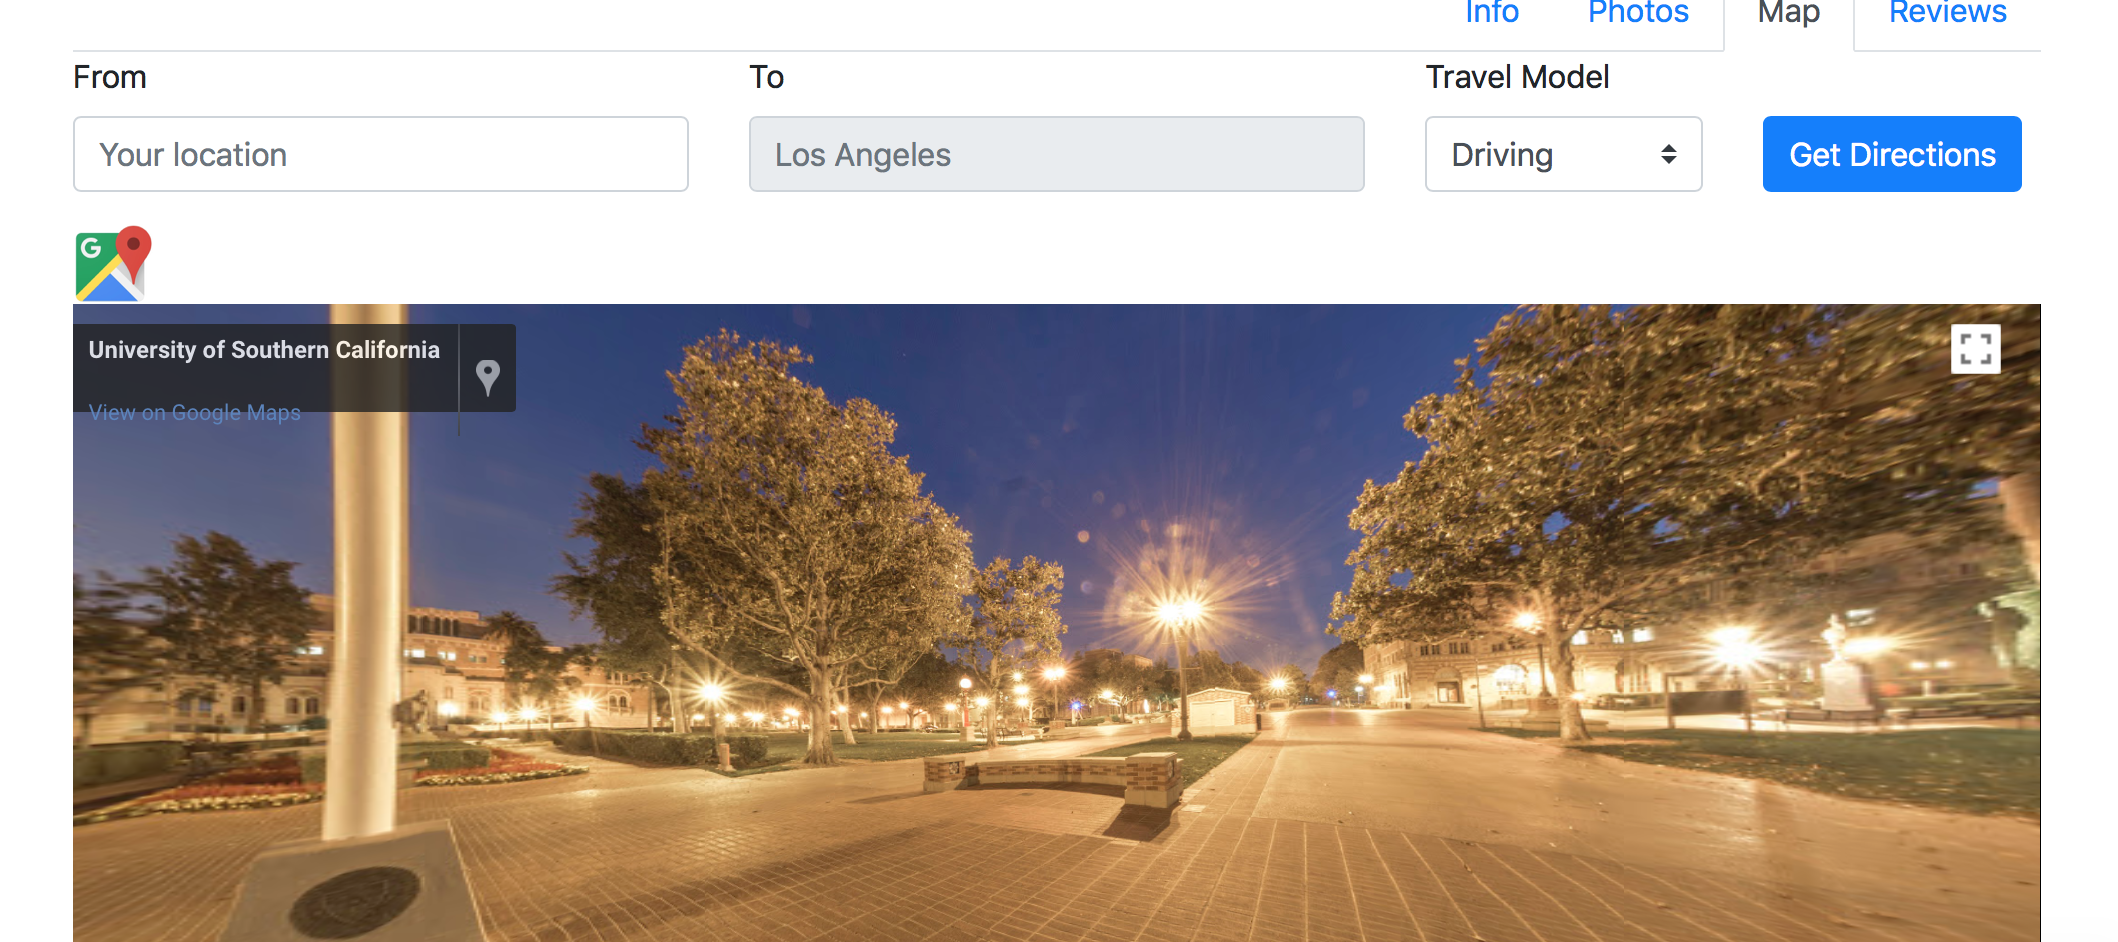 Info Photos Map Reviews
From To Travel Model
Your location Los Angeles Driving Get Directions
G
University of Southern California
View on Google Maps